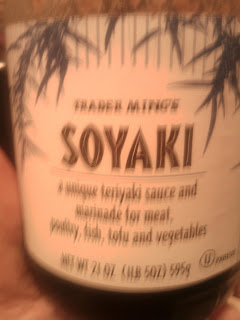 TRADER MING'S
SOYAKI
a unique teriyaki sauce and
marinade for meat,
poultry, fish, tofu and vegetables
NET WT 21 OZ. (1LB 5OZ) 595g
U PAREVE